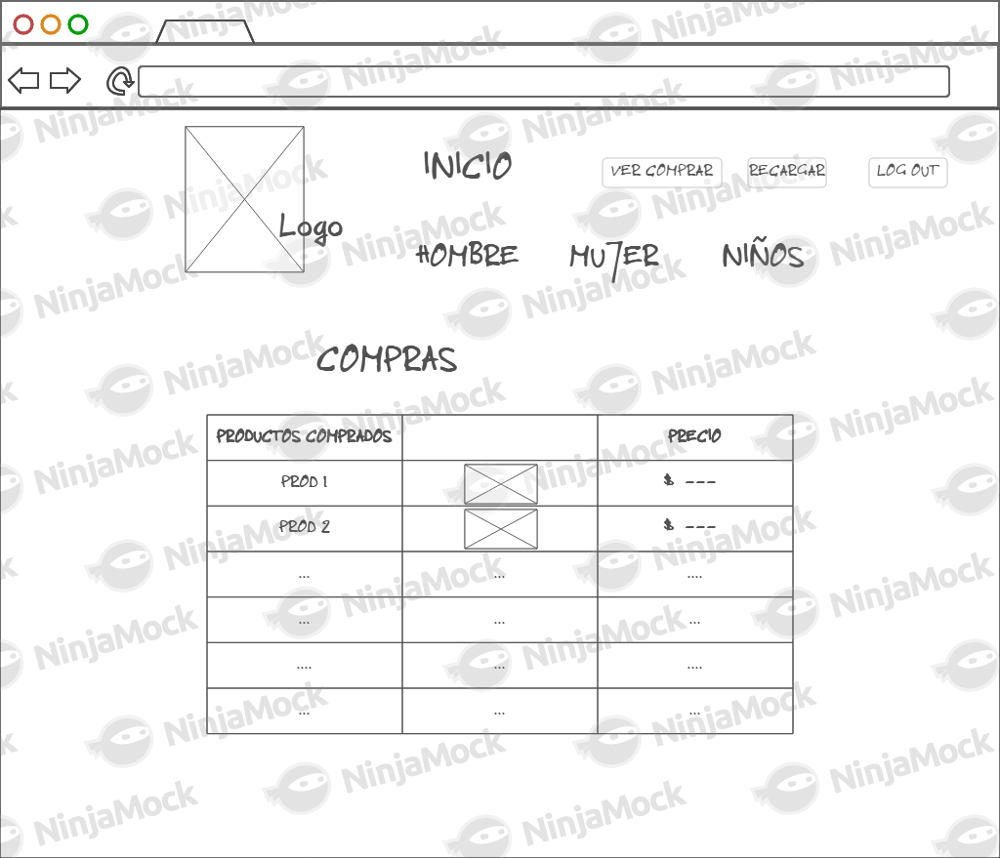 INICIO
VER COMPRAR
RECARGAR
LOG OUT
Logo
HOMBRE MUJER NIÑOS
COMPRAS
PRODUCTOS COMPRADOS PRECIO
PROD 1 $ ---
PROD 2 $ ---
... ... ....
... ... ...
.... ... ....
... ... ...
NinjaMock